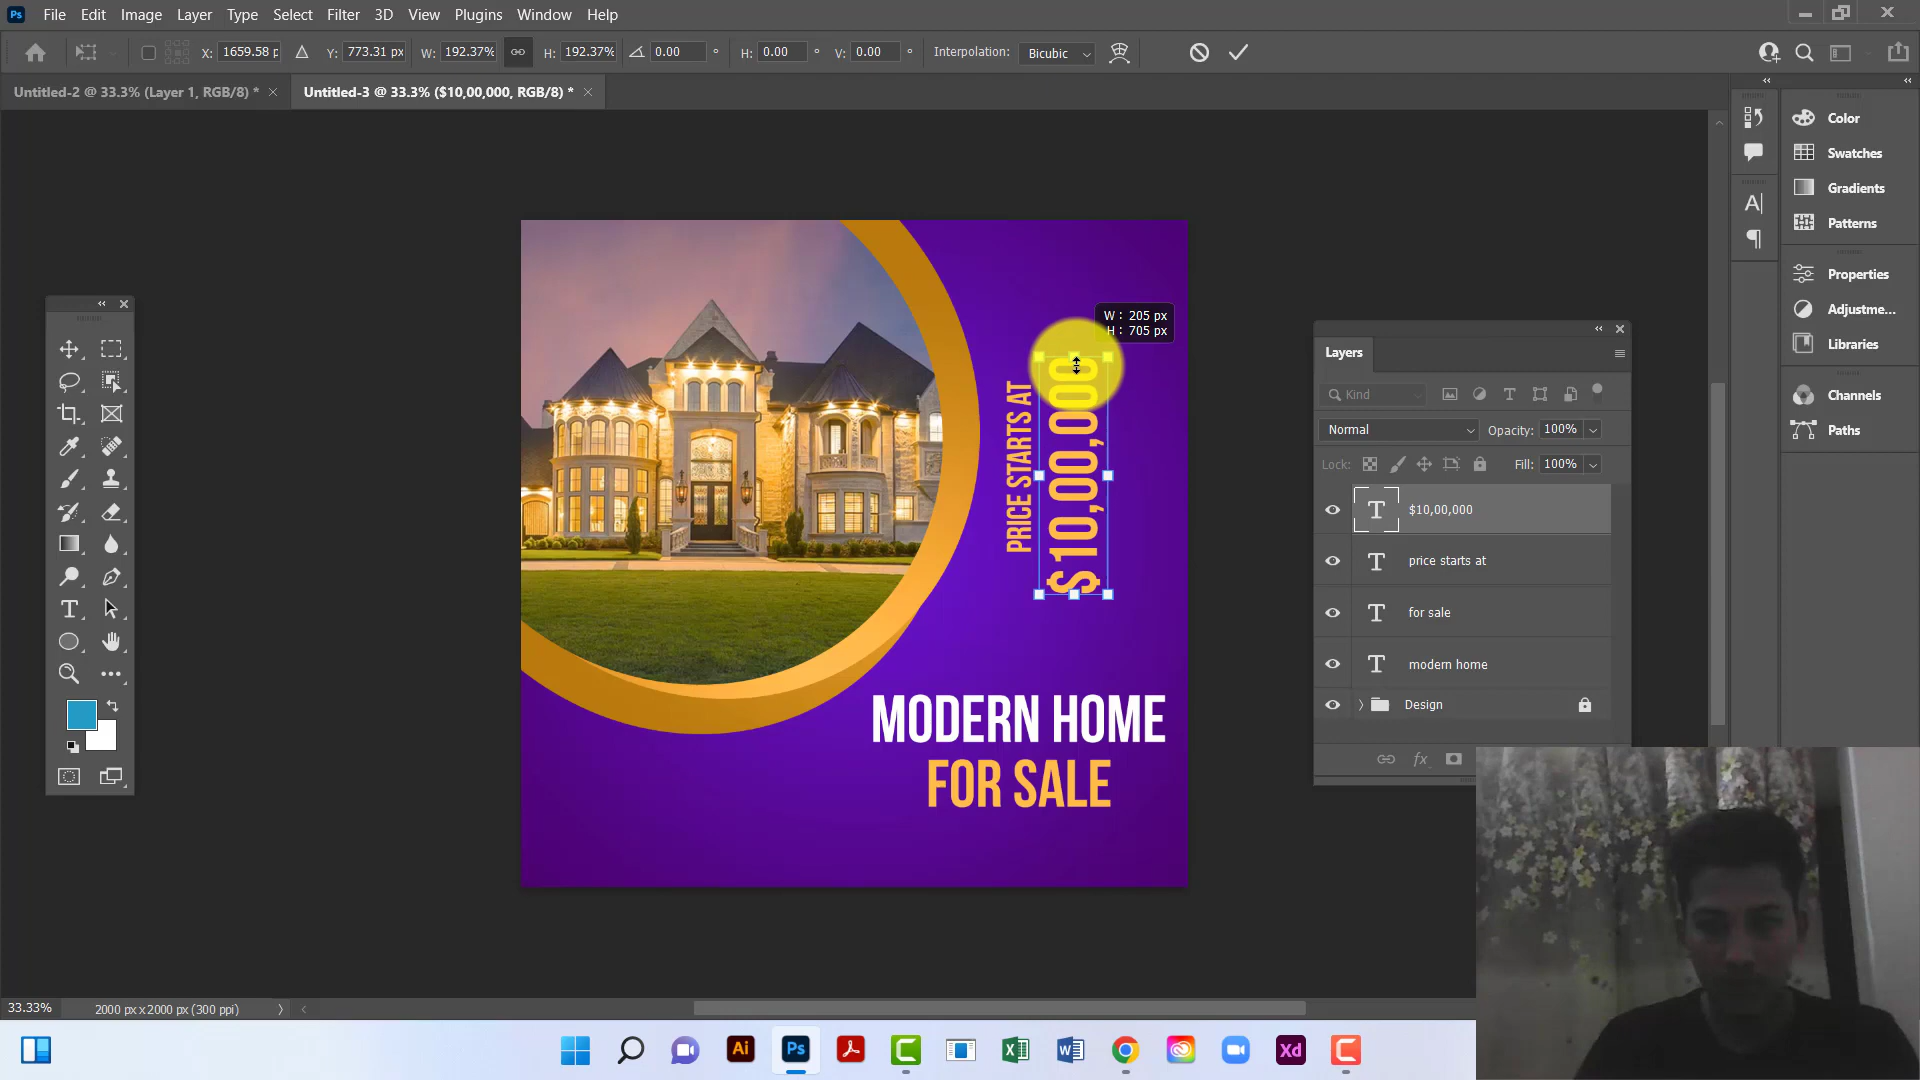 Ps File Edit Image Layer Type Select Filter 3D View Plugins Window Help
X: 1659.58 p Y: 773.31 px W: 192.37% H: 192.37% 0.00 ° H: 0.00 ° V: 0.00 ° Interpolation: Bicubic
Untitled-2 @ 33.3% (Layer 1, RGB/8) * Untitled-3 @ 33.3% ($10,00,000, RGB/8) *
Color
Swatches
Gradients
Patterns
Properties
Adjustme...
Libraries
Channels
Paths
W: 205 px
H: 705 px
PRICE STARTS AT
$10,00,000
MODERN HOME
FOR SALE
Layers
Kind
Normal Opacity: 100%
Lock: Fill: 100%
$10,00,000
price starts at
for sale
modern home
Design
fx
33.33% 2000 px x 2000 px (300 ppi)
Ai Ps Xd